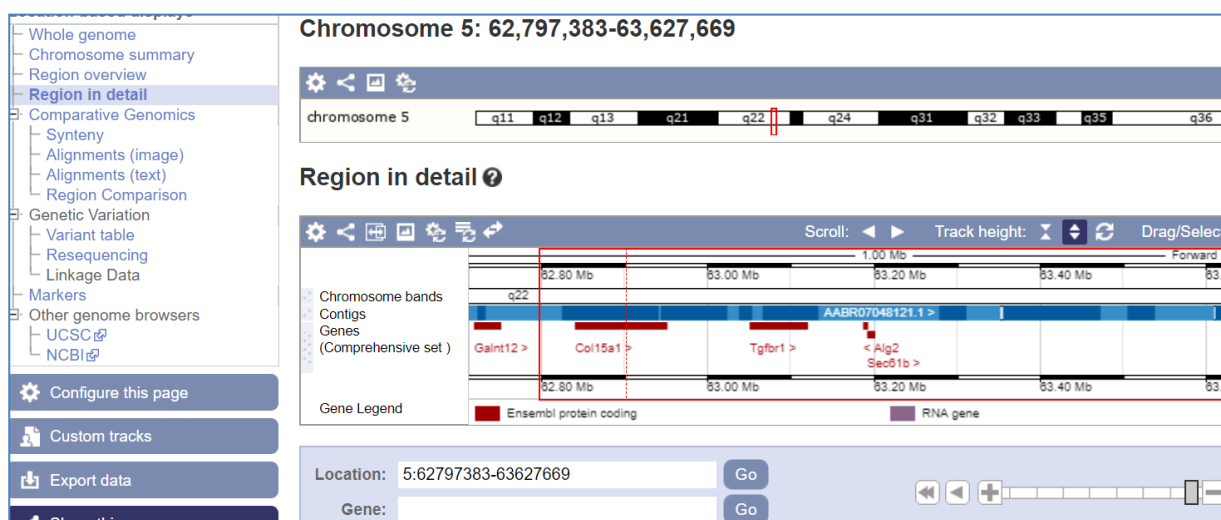 Whole genome
Chromosome summary
Region overview
Region in detail
Comparative Genomics
Synteny
Alignments (image)
Alignments (text)
Region Comparison
Genetic Variation
Variant table
Resequencing
Linkage Data
Markers
Other genome browsers
UCSC
NCBI
Configure this page
Custom tracks
Export data
Chromosome 5: 62,797,383-63,627,669
chromosome 5 q11 q12 q13 q21 q22 q24 q31 q32 q33 q35 q36
Region in detail
Scroll: Track height: Drag/Selec
1.00 Mb Forward
62.80 Mb 63.00 Mb 63.20 Mb 63.40 Mb 63.
Chromosome bands q22
Contigs AABR07048121.1 >
Genes
(Comprehensive set ) Galnt12 > Col15a1 > Tgfbr1 > < Alg2
Sec61b >
62.80 Mb 63.00 Mb 63.20 Mb 63.40 Mb 63.
Gene Legend Ensembl protein coding RNA gene
Location: 5:62797383-63627669 Go
Gene: Go